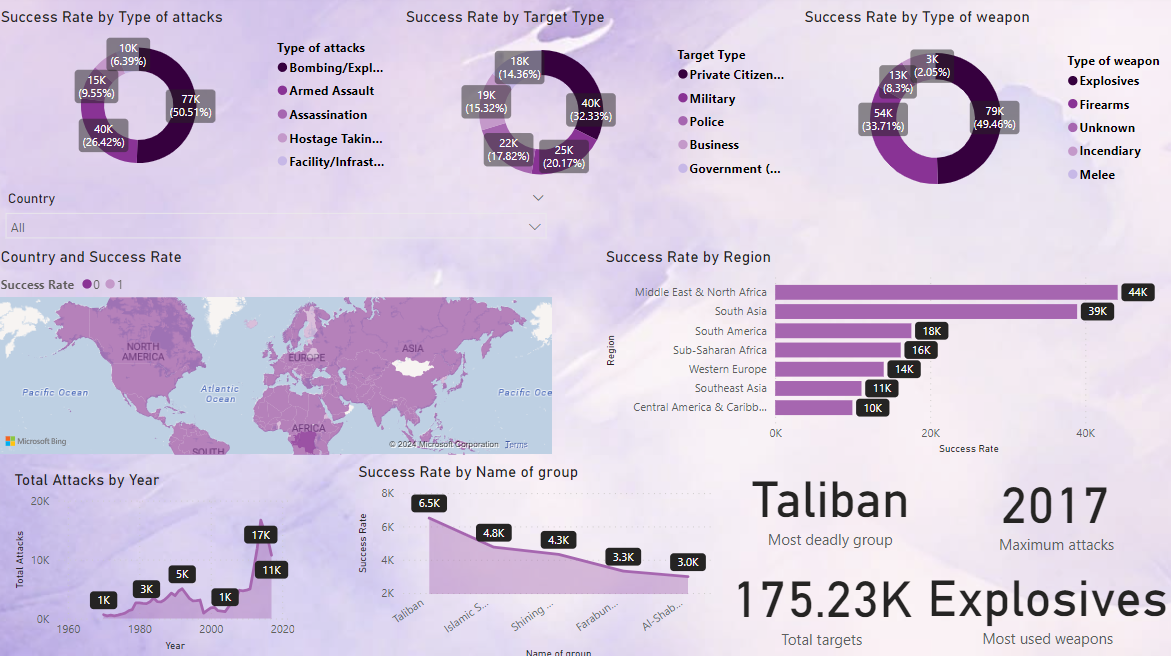 Success Rate by Type of attacks
10K
(6.39%)
15K
(9.55%)
77K
(50.51%)
40K
(26.42%)
Type of attacks
Bombing/Expl...
Armed Assault
Assassination
Hostage Takin...
Facility/Infrast...
Success Rate by Target Type
18K
(14.36%)
19K
(15.32%)
40K
(32.33%)
22K
(17.82%)
25K
(20.17%)
Target Type
Private Citizen...
Military
Police
Business
Government (...
Success Rate by Type of weapon
3K
(2.05%)
13K
(8.3%)
54K
(33.71%)
79K
(49.46%)
Type of weapon
Explosives
Firearms
Unknown
Incendiary
Melee
Country
All
Country and Success Rate
Success Rate 0 1
NORTH
AMERICA
EUROPE
ASIA
Pacific Ocean
Atlantic
Ocean
Pacific Oce
AFRICA
SOUTH
Microsoft Bing
© 2024 Microsoft Corporation Terms
Success Rate by Region
Region
Middle East & North Africa 44K
South Asia 39K
South America 18K
Sub-Saharan Africa 16K
Western Europe 14K
Southeast Asia 11K
Central America & Caribb... 10K
0K 20K 40K
Success Rate
Total Attacks by Year
Total Attacks
20K
10K
0K
1K
3K
5K
1K
17K
11K
1960 1980 2000 2020
Year
Success Rate by Name of group
Success Rate
8K
6K
4K
2K
6.5K
4.8K
4.3K
3.3K
3.0K
Taliban
Islamic S...
Shining ...
Farabun...
Al-Shab...
Name of group
Taliban
Most deadly group
2017
Maximum attacks
175.23K
Total targets
Explosives
Most used weapons